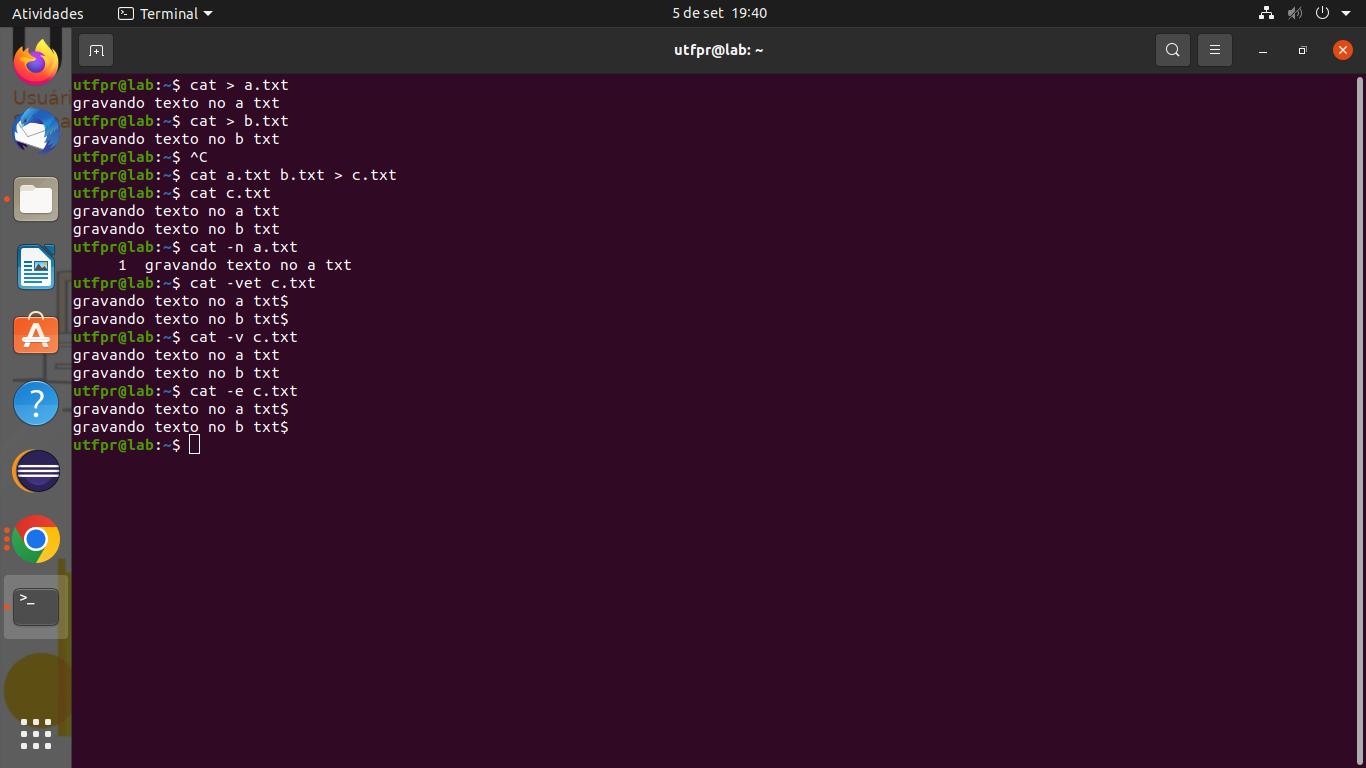 Atividades
Terminal
5 de set 19:40
utfpr@lab: ~
Usuári
utfpr@lab:~$ cat > a.txt
gravando texto no a txt
utfpr@lab:~$ cat > b.txt
gravando texto no b txt
utfpr@lab:~$ ^C
utfpr@lab:~$ cat a.txt b.txt > c.txt
utfpr@lab:~$ cat c.txt
gravando texto no a txt
gravando texto no b txt
utfpr@lab:~$ cat -n a.txt
     1  gravando texto no a txt
utfpr@lab:~$ cat -vet c.txt
gravando texto no a txt$
gravando texto no b txt$
utfpr@lab:~$ cat -v c.txt
gravando texto no a txt
gravando texto no b txt
utfpr@lab:~$ cat -e c.txt
gravando texto no a txt$
gravando texto no b txt$
utfpr@lab:~$